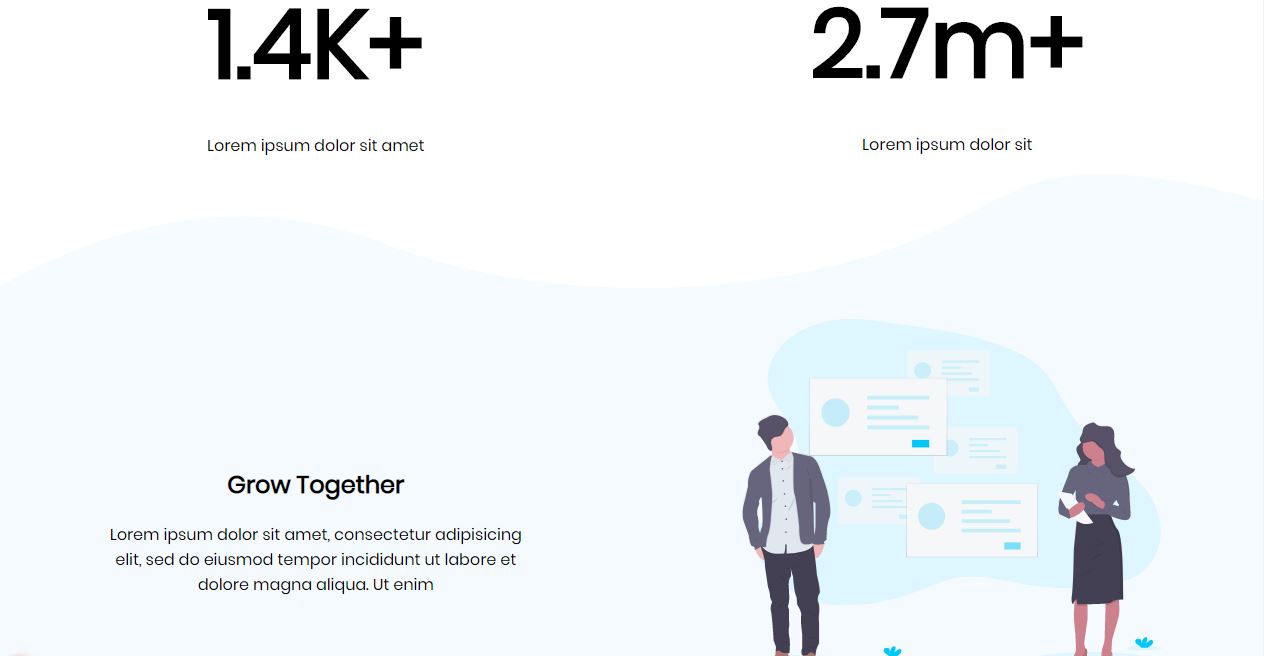 1.4K+
2.7m+
Lorem ipsum dolor sit amet
Lorem ipsum dolor sit
Grow Together
Lorem ipsum dolor sit amet, consectetur adipisicing
elit, sed do eiusmod tempor incididunt ut labore et
dolore magna aliqua. Ut enim